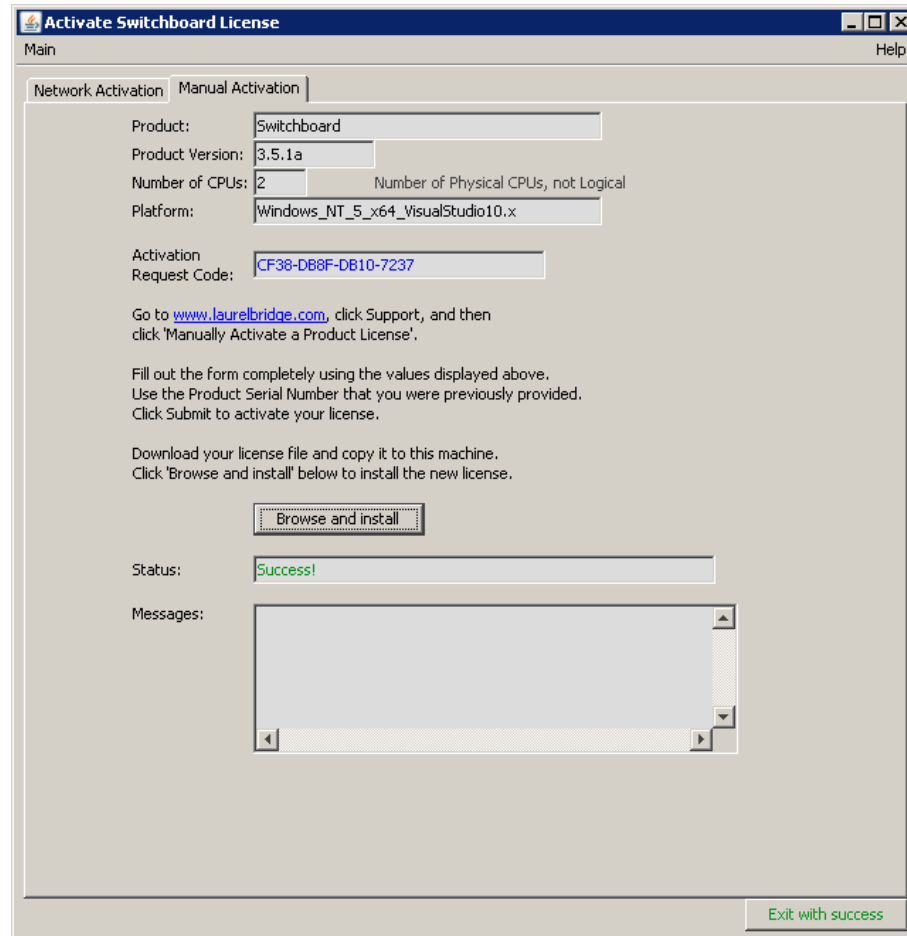 Activate Switchboard License
Main Help
Network Activation Manual Activation
Product: Switchboard
Product Version: 3.5.1a
Number of CPUs: 2 Number of Physical CPUs, not Logical
Platform: Windows_NT_5_x64_VisualStudio10.x
Activation
Request Code: CF38-DB8F-DB10-7237
Go to www.laurelbridge.com, click Support, and then
click 'Manually Activate a Product License'.
Fill out the form completely using the values displayed above.
Use the Product Serial Number that you were previously provided.
Click Submit to activate your license.
Download your license file and copy it to this machine.
Click 'Browse and install' below to install the new license.
Browse and install
Status: Success!
Messages:
Exit with success